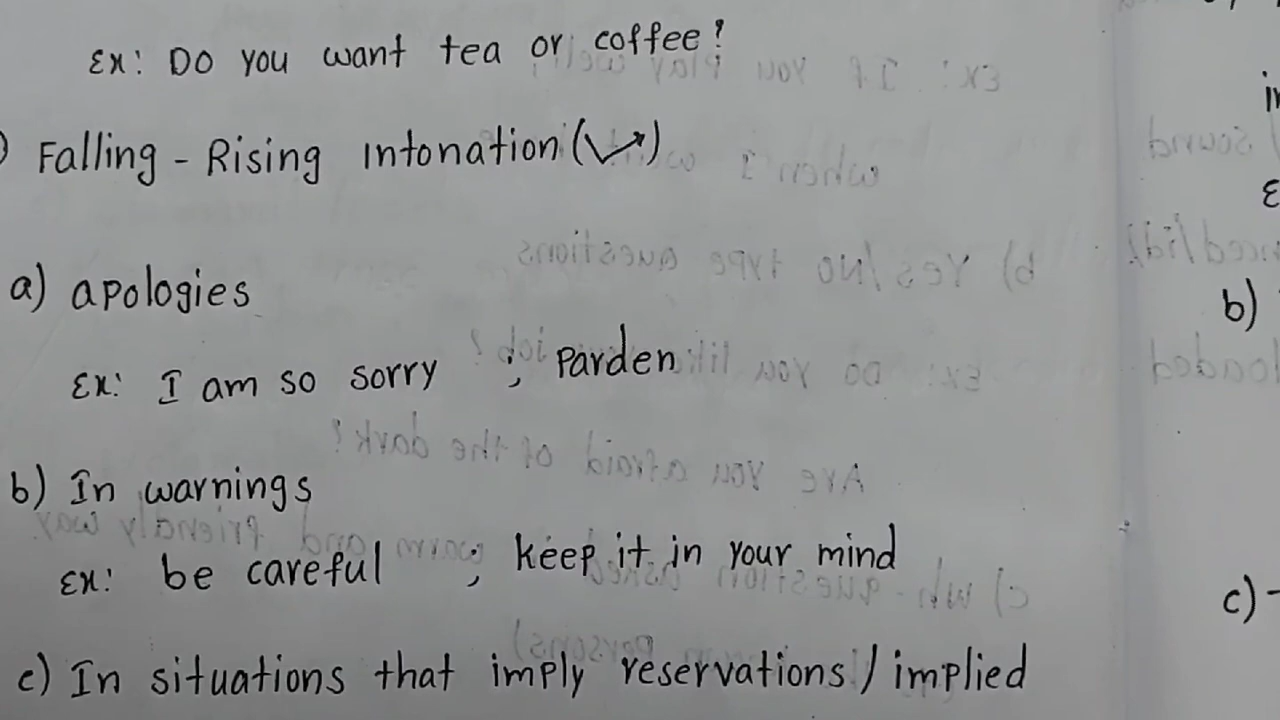 Ex: Do you want tea or coffee?
Falling - Rising Intonation (↘↗)
a) apologies
Ex: I am so sorry ; Parden
b) In warnings
Ex: be careful ; keep it in your mind
c) In situations that imply reservations / implied
b)
c)